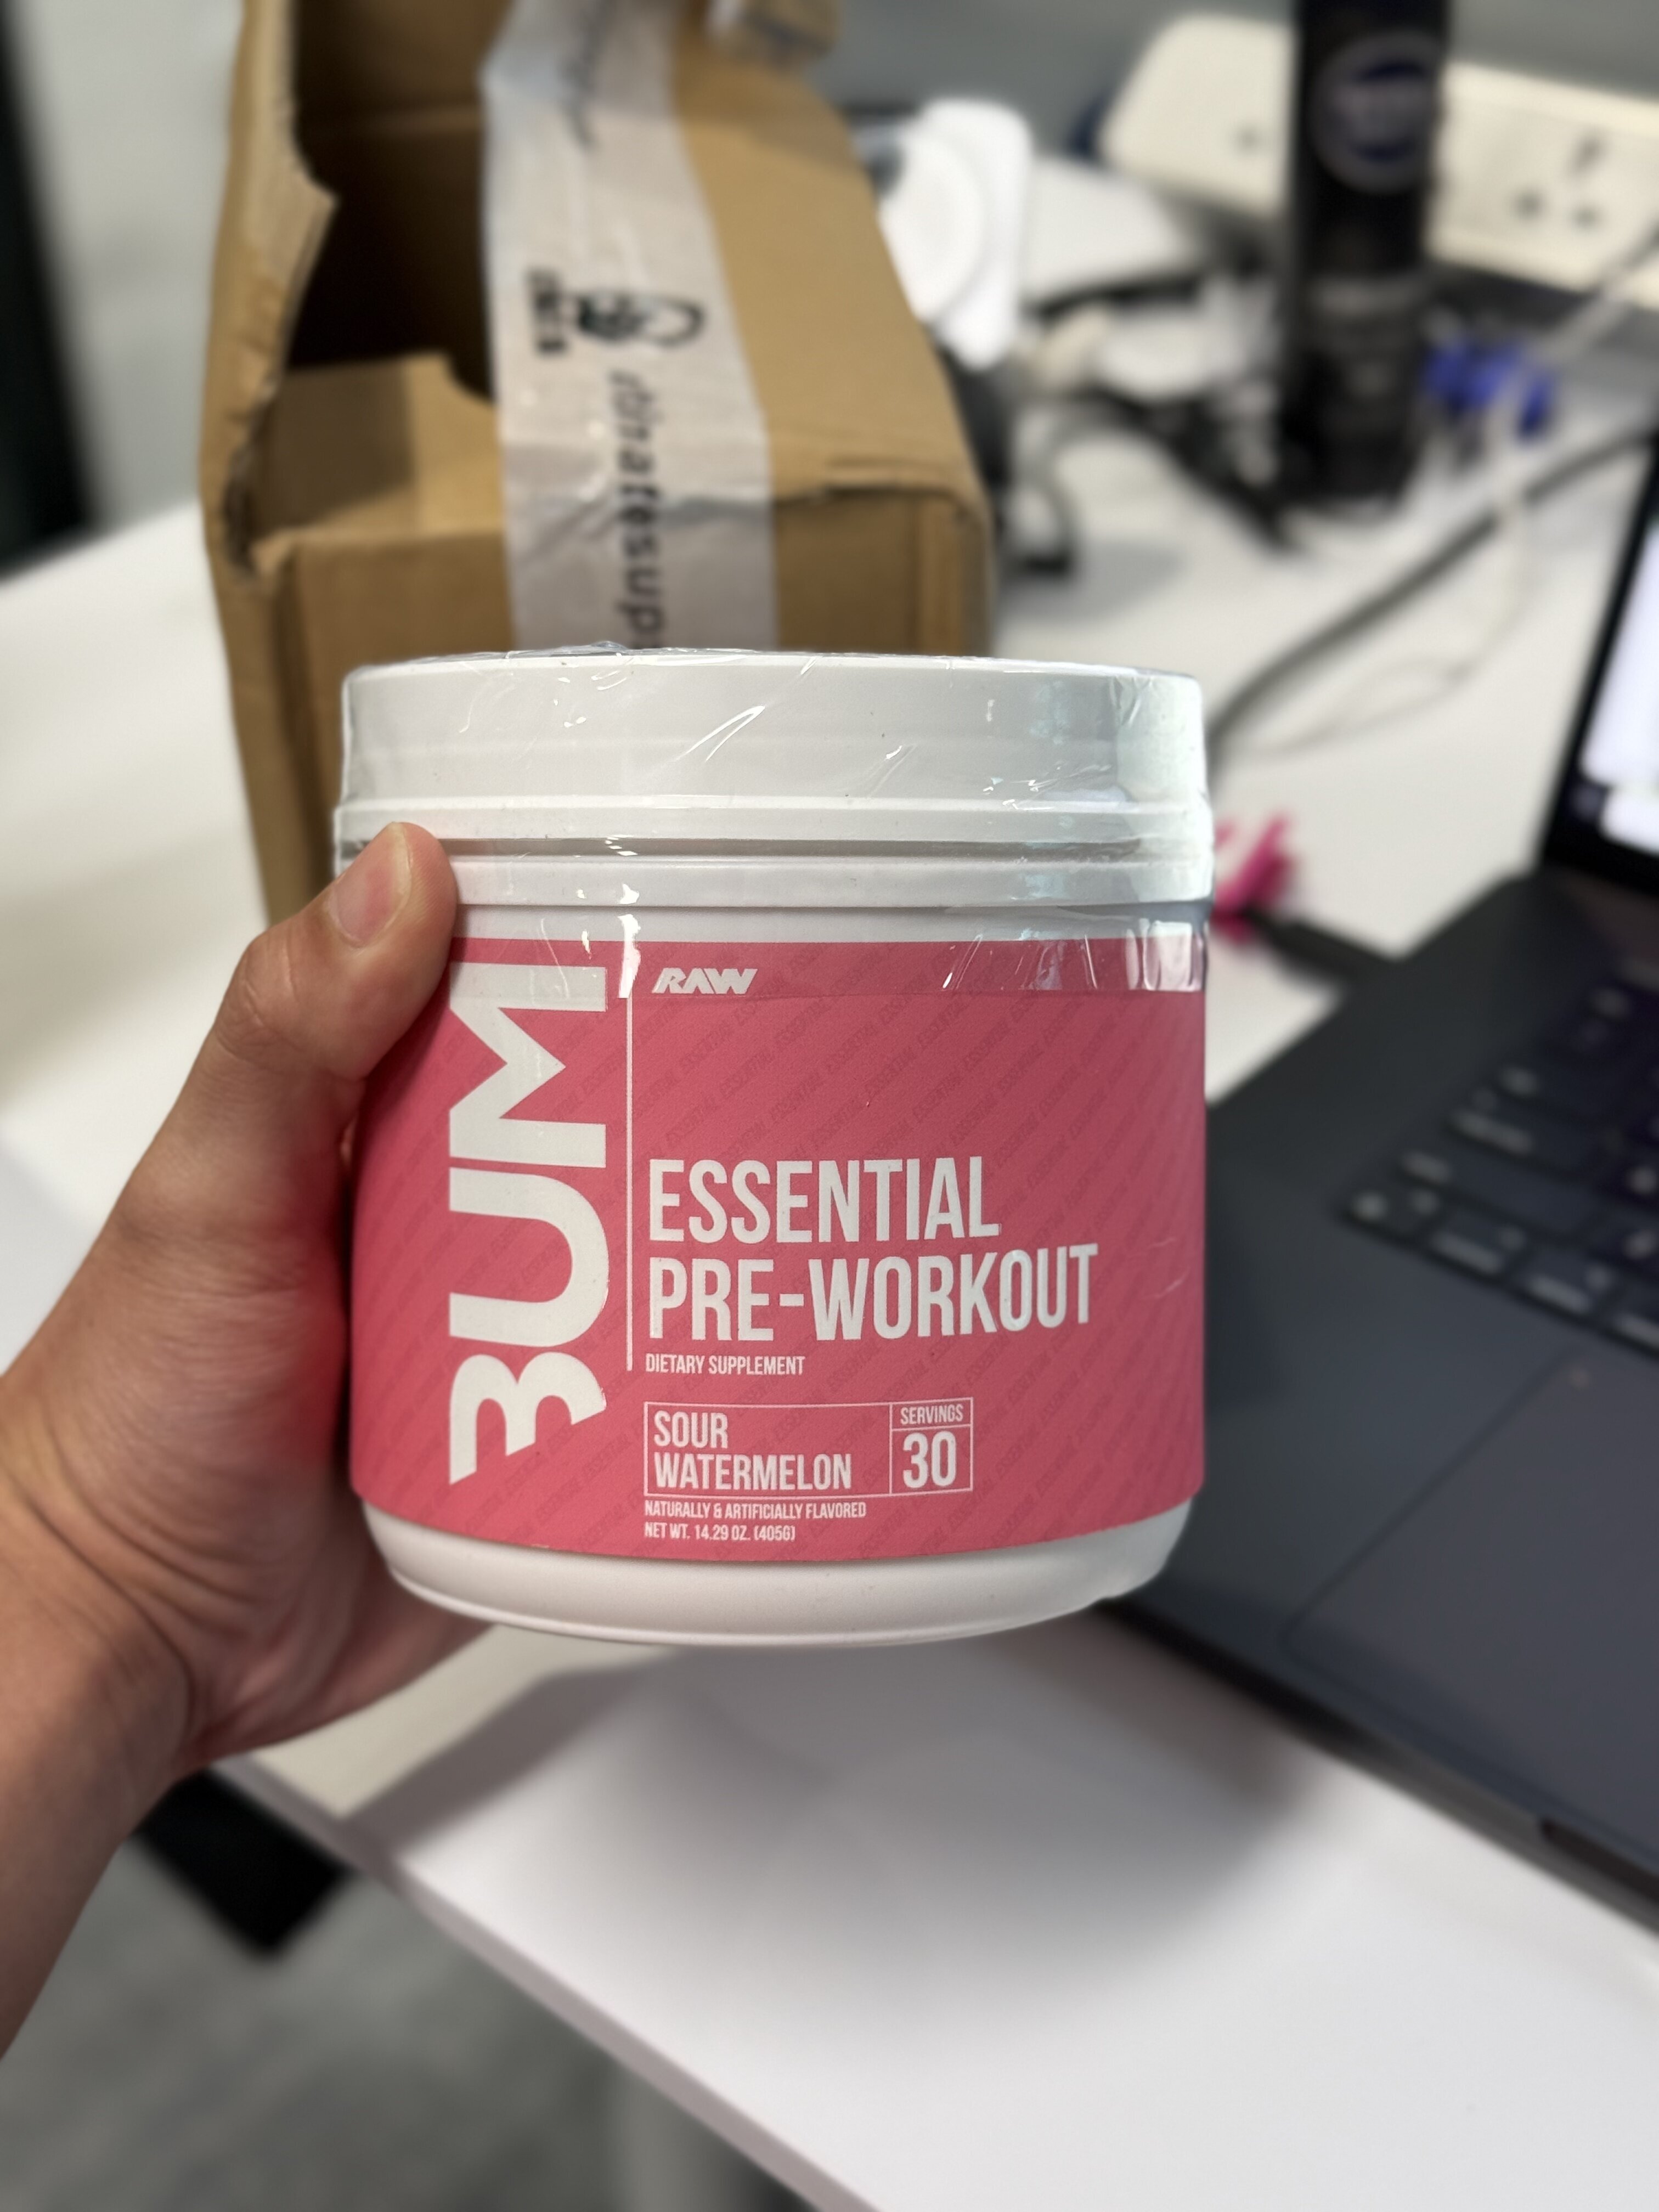 RAW
BUM
ESSENTIAL
PRE-WORKOUT
DIETARY SUPPLEMENT
SOUR
WATERMELON
SERVINGS
30
NATURALLY & ARTIFICIALLY FLAVORED
NET WT. 14.29 OZ. (405G)